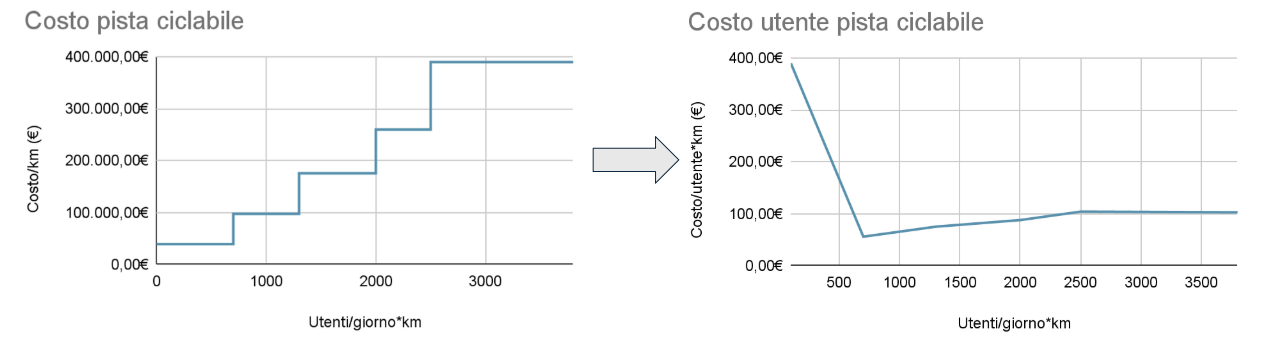 Costo pista ciclabile
400.000,00€
300.000,00€
200.000,00€
100.000,00€
0,00€
Costo/km (€)
0 1000 2000 3000
Utenti/giorno*km
Costo utente pista ciclabile
400,00€
300,00€
200,00€
100,00€
0,00€
Costo/utente*km (€)
500 1000 1500 2000 2500 3000 3500
Utenti/giorno*km